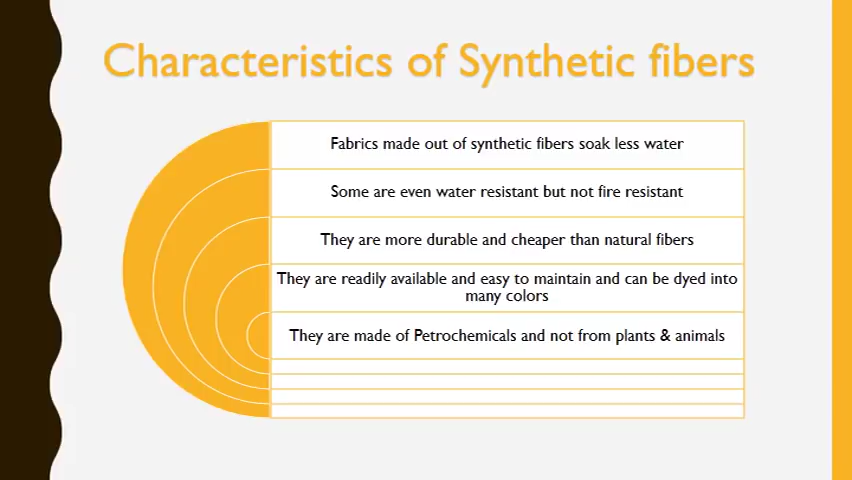 Characteristics of Synthetic fibers
Fabrics made out of synthetic fibers soak less water
Some are even water resistant but not fire resistant
They are more durable and cheaper than natural fibers
They are readily available and easy to maintain and can be dyed into
many colors
They are made of Petrochemicals and not from plants & animals